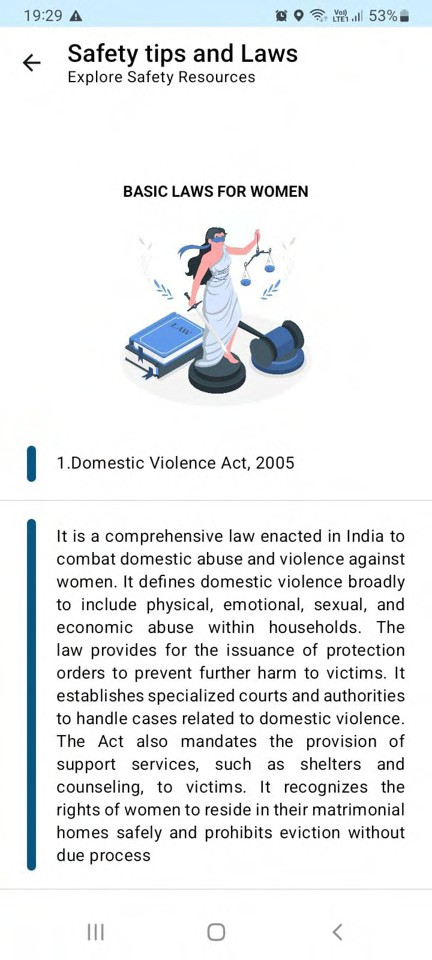 19:29
Vo) 53%
LTE1
Safety tips and Laws
Explore Safety Resources
BASIC LAWS FOR WOMEN
LAW
1.Domestic Violence Act, 2005
It is a comprehensive law enacted in India to
combat domestic abuse and violence against
women. It defines domestic violence broadly
to include physical, emotional, sexual, and
economic abuse within households. The
law provides for the issuance of protection
orders to prevent further harm to victims. It
establishes specialized courts and authorities
to handle cases related to domestic violence.
The Act also mandates the provision of
support services, such as shelters and
counseling, to victims. It recognizes the
rights of women to reside in their matrimonial
homes safely and prohibits eviction without
due process